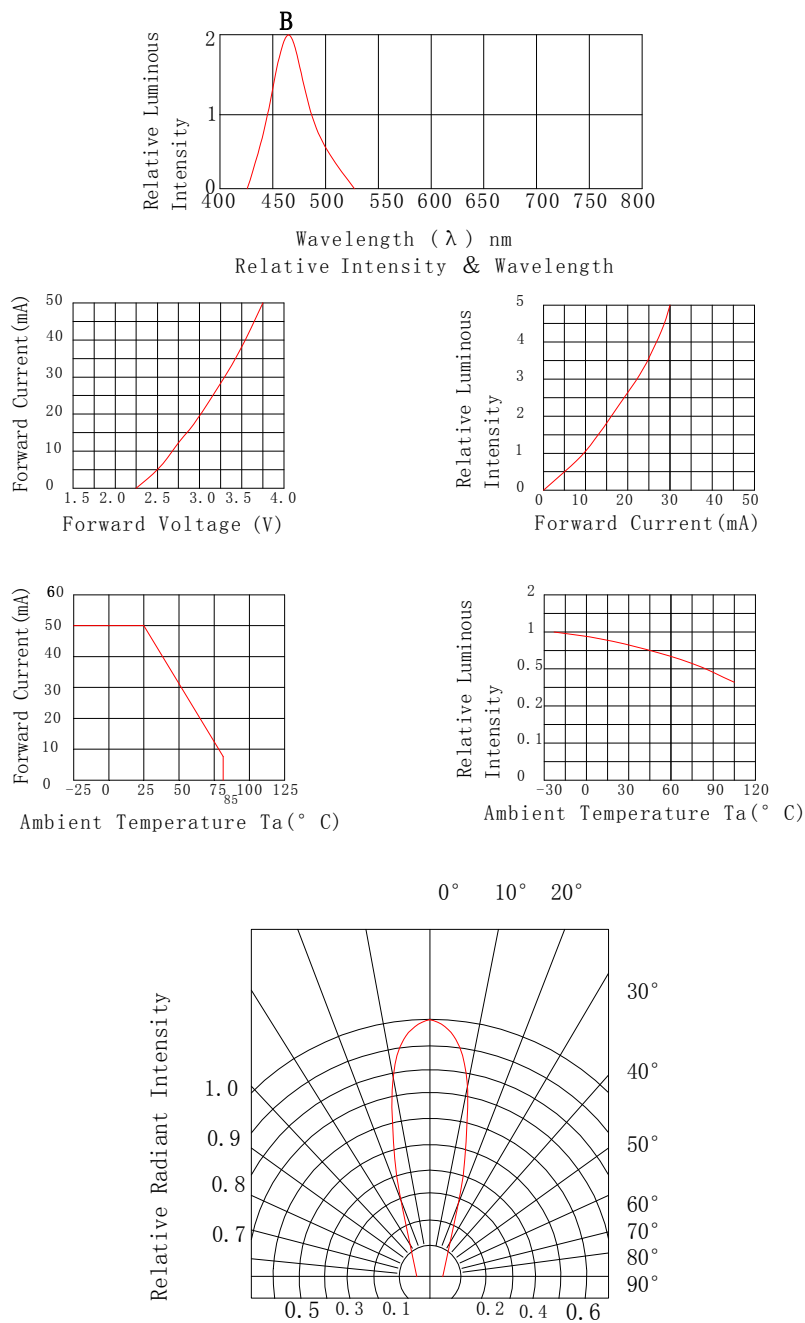 B
Relative Luminous
Intensity
2
1
0
400 450 500 550 600 650 700 750 800
Wavelength (λ) nm
Relative Intensity & Wavelength
Forward Current(mA)
50
40
30
20
10
0
1.5 2.0 2.5 3.0 3.5 4.0
Forward Voltage (V)
Relative Luminous
Intensity
5
4
3
2
1
0
0 10 20 30 40 50
Forward Current(mA)
Forward Current(mA)
60
50
40
30
20
10
0
-25 0 25 50 75 100 125
85
Ambient Temperature Ta(° C)
Relative Luminous
Intensity
2
1
0.5
0.2
0.1
0
-30 0 30 60 90 120
Ambient Temperature Ta(° C)
0° 10° 20°
30°
40°
50°
60°
70°
80°
90°
Relative Radiant Intensity
1.0
0.9
0.8
0.7
0.5 0.3 0.1 0.2 0.4 0.6